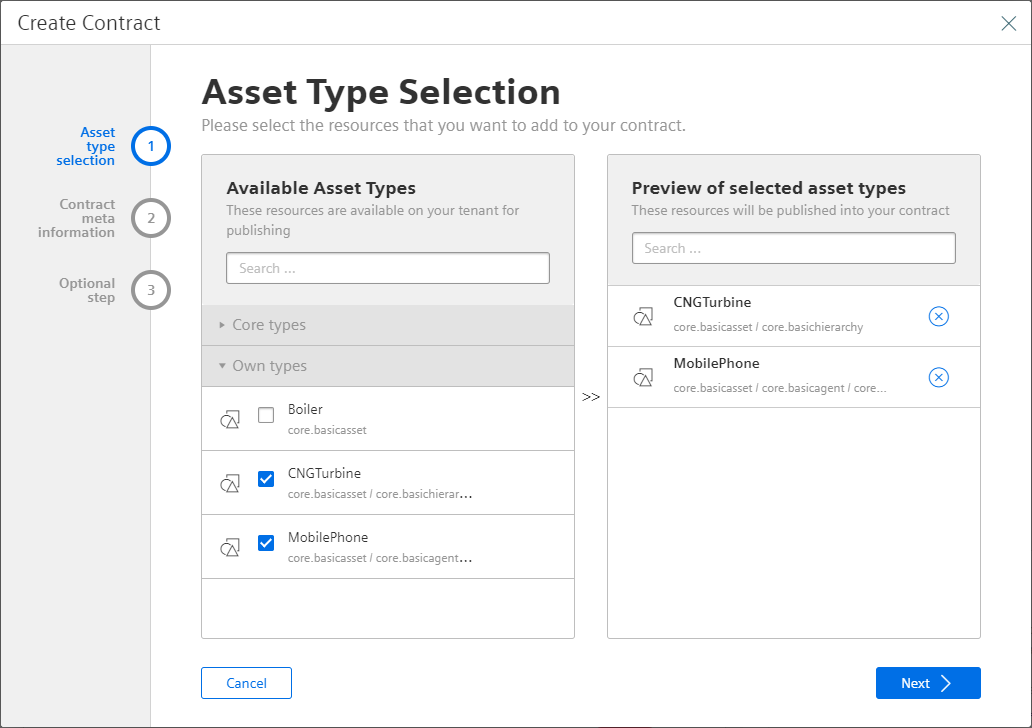 Create Contract
Asset
type
selection
1
Contract
meta
information
2
Optional
step
3
Asset Type Selection
Please select the resources that you want to add to your contract.
Available Asset Types
These resources are available on your tenant for
publishing
Search ...
Core types
Own types
Boiler
core.basicasset
CNGTurbine
core.basicasset / core.basichierar...
MobilePhone
core.basicasset / core.basicagent...
>>
Preview of selected asset types
These resources will be published into your contract
Search ...
CNGTurbine
core.basicasset / core.basichierarchy
MobilePhone
core.basicasset / core.basicagent / core...
Cancel
Next